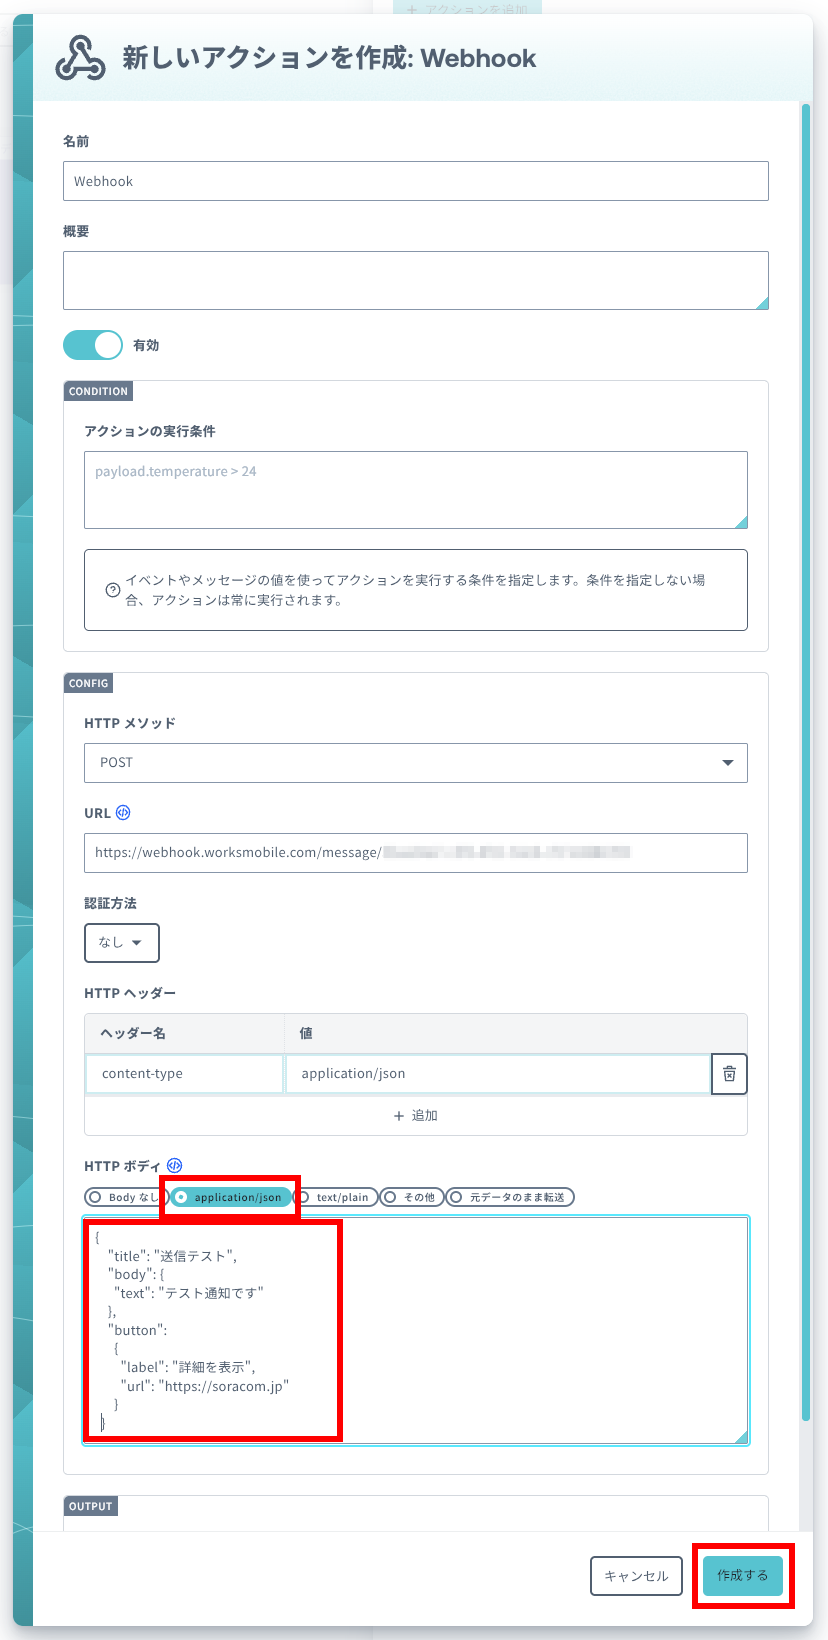 + アクションを追加
新しいアクションを作成: Webhook
名前
Webhook
概要
有効
CONDITION
アクションの実行条件
payload.temperature > 24
イベントやメッセージの値を使ってアクションを実行する条件を指定します。条件を指定しない場
合、アクションは常に実行されます。
CONFIG
HTTP メソッド
POST
URL
https://webhook.worksmobile.com/message/
認証方法
なし
HTTP ヘッダー
ヘッダー名 値
content-type application/json
+ 追加
HTTP ボディ
Body なし application/json text/plain その他 元データのまま転送
{
"title": "送信テスト",
"body": {
"text": "テスト通知です"
},
"button":
{
"label": "詳細を表示",
"url": "https://soracom.jp"
}
}
OUTPUT
キャンセル 作成する